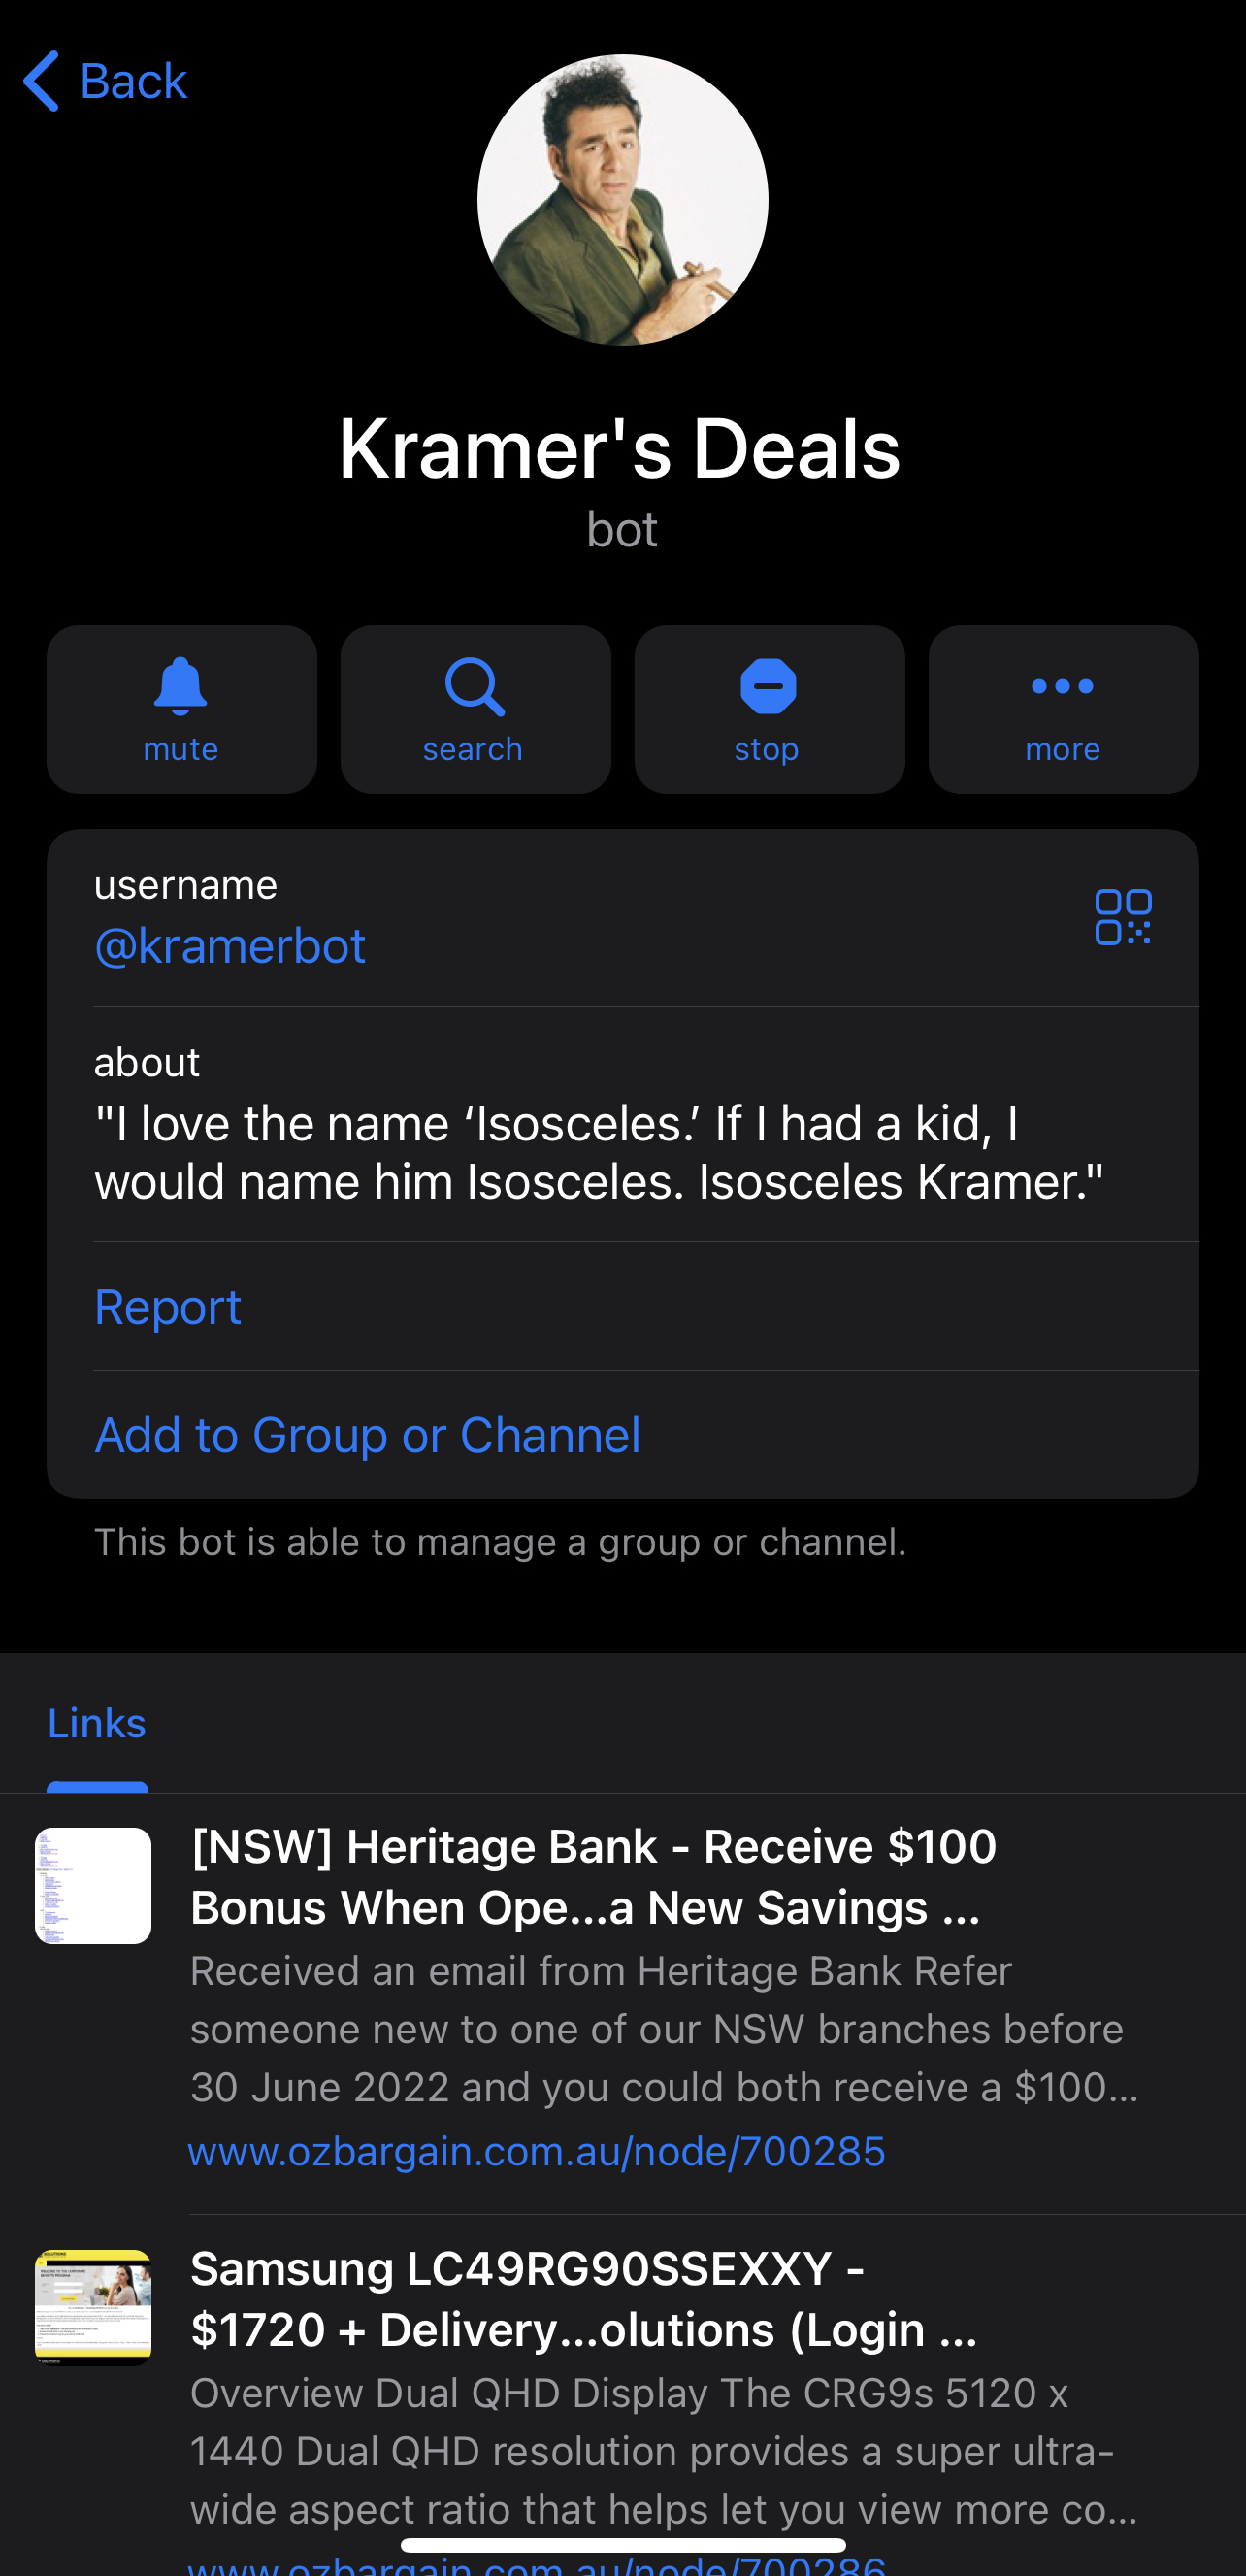 Back
Kramer's Deals
bot
mute
search
stop
more
username
@kramerbot
about
"I love the name ‘Isosceles.’ If I had a kid, I
would name him Isosceles. Isosceles Kramer."
Report
Add to Group or Channel
This bot is able to manage a group or channel.
Links
[NSW] Heritage Bank - Receive $100
Bonus When Ope...a New Savings ...
Received an email from Heritage Bank Refer
someone new to one of our NSW branches before
30 June 2022 and you could both receive a $100...
www.ozbargain.com.au/node/700285
Samsung LC49RG90SSEXXY -
$1720 + Delivery...olutions (Login ...
Overview Dual QHD Display The CRG9s 5120 x
1440 Dual QHD resolution provides a super ultra-
wide aspect ratio that helps let you view more co...
www.ozbargain.com.au/node/700286